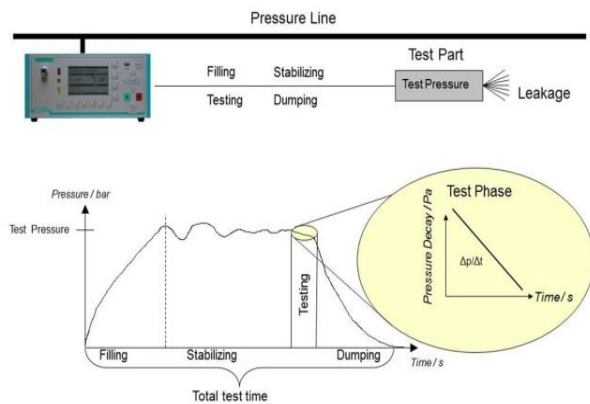 Pressure Line
Test Part
Filling Stabilizing
Test Pressure
Testing Dumping
Leakage
Pressure / bar
Test Pressure
Test Phase
Pressure Decay / Pa
Δp/Δt
Time / s
Testing
Filling Stabilizing Dumping
Time / s
Total test time